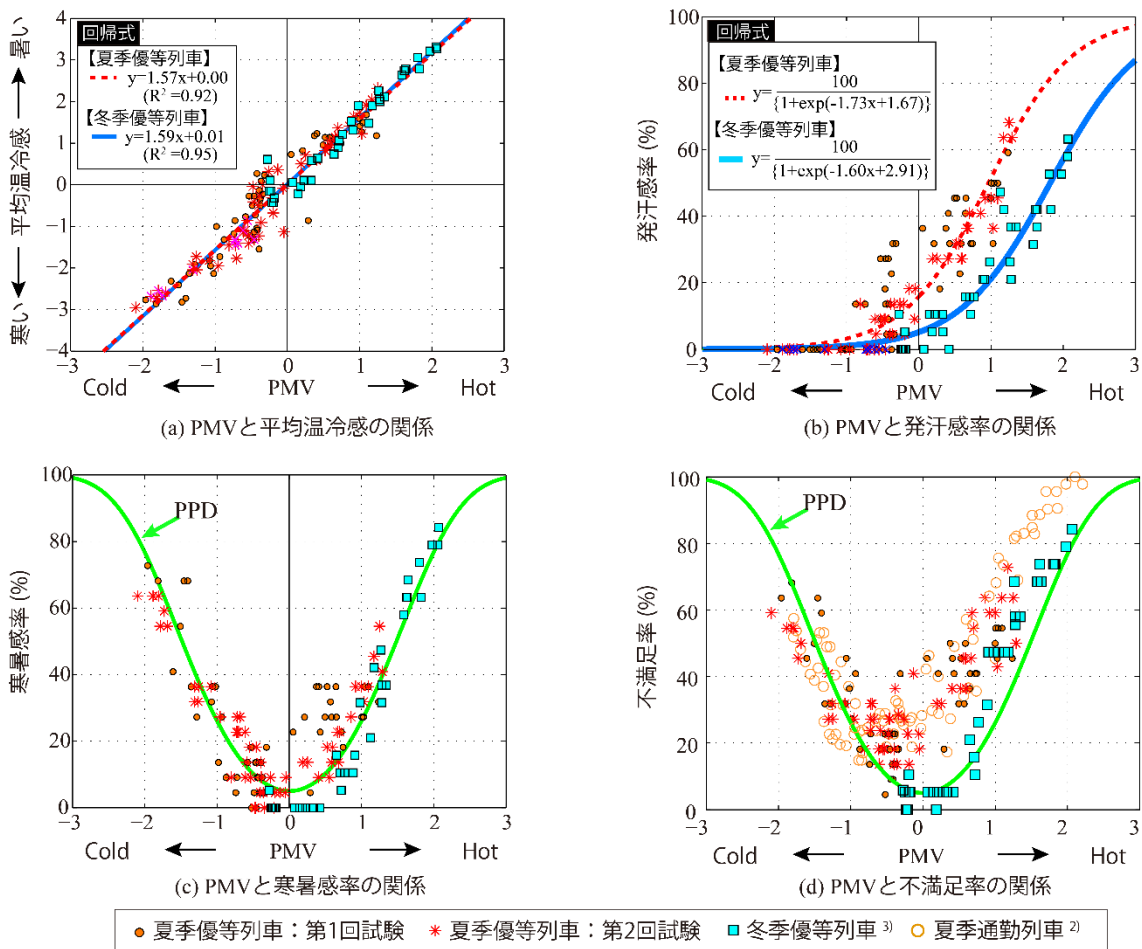 4
3
2
1
0
−1
−2
−3
−4
−3 −2 −1 0 1 2 3
寒い ← 平均温冷感 → 暑い
回帰式
【夏季優等列車】
y=1.57x+0.00
(R² =0.92)
【冬季優等列車】
y=1.59x+0.01
(R² =0.95)
Cold ← PMV → Hot
(a) PMVと平均温冷感の関係
100
80
60
40
20
0
−3 −2 −1 0 1 2 3
発汗感率 (%)
回帰式
【夏季優等列車】
y= 100
{1+exp(-1.73x+1.67)}
【冬季優等列車】
y= 100
{1+exp(-1.60x+2.91)}
Cold ← PMV → Hot
(b) PMVと発汗感率の関係
100
80
60
40
20
0
−3 −2 −1 0 1 2 3
寒暑感率 (%)
PPD
Cold ← PMV → Hot
(c) PMVと寒暑感率の関係
100
80
60
40
20
0
−3 −2 −1 0 1 2 3
不満足率 (%)
PPD
Cold ← PMV → Hot
(d) PMVと不満足率の関係
夏季優等列車：第1回試験 夏季優等列車：第2回試験 冬季優等列車 3) 夏季通勤列車 2)